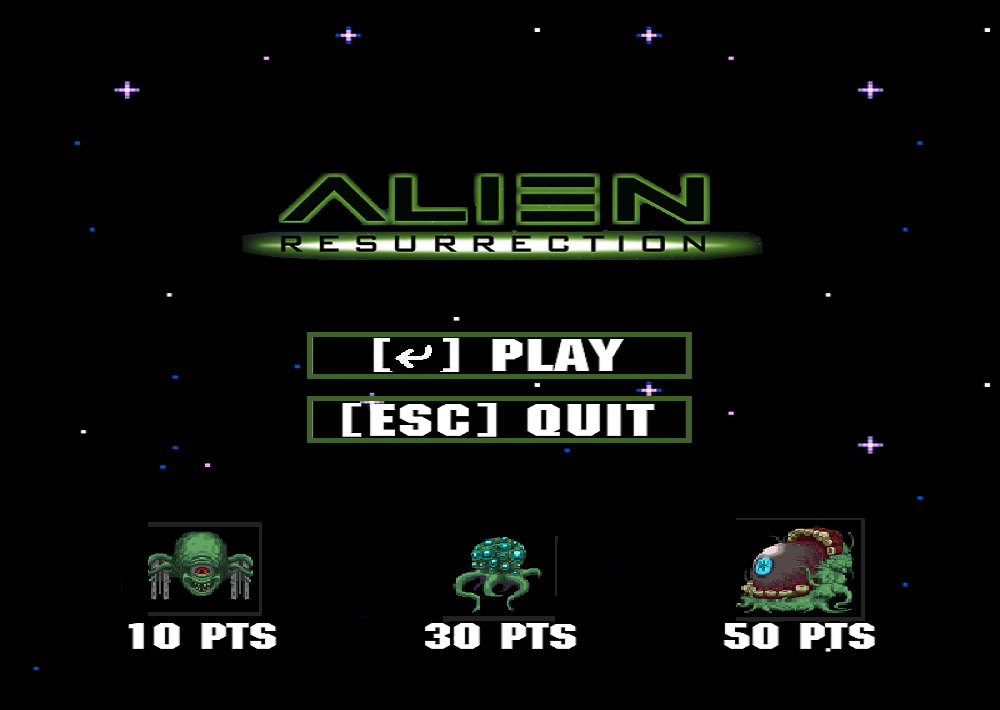 ALIEN
RESURRECTION
[↵] PLAY
[ESC] QUIT
10 PTS
30 PTS
50 PTS